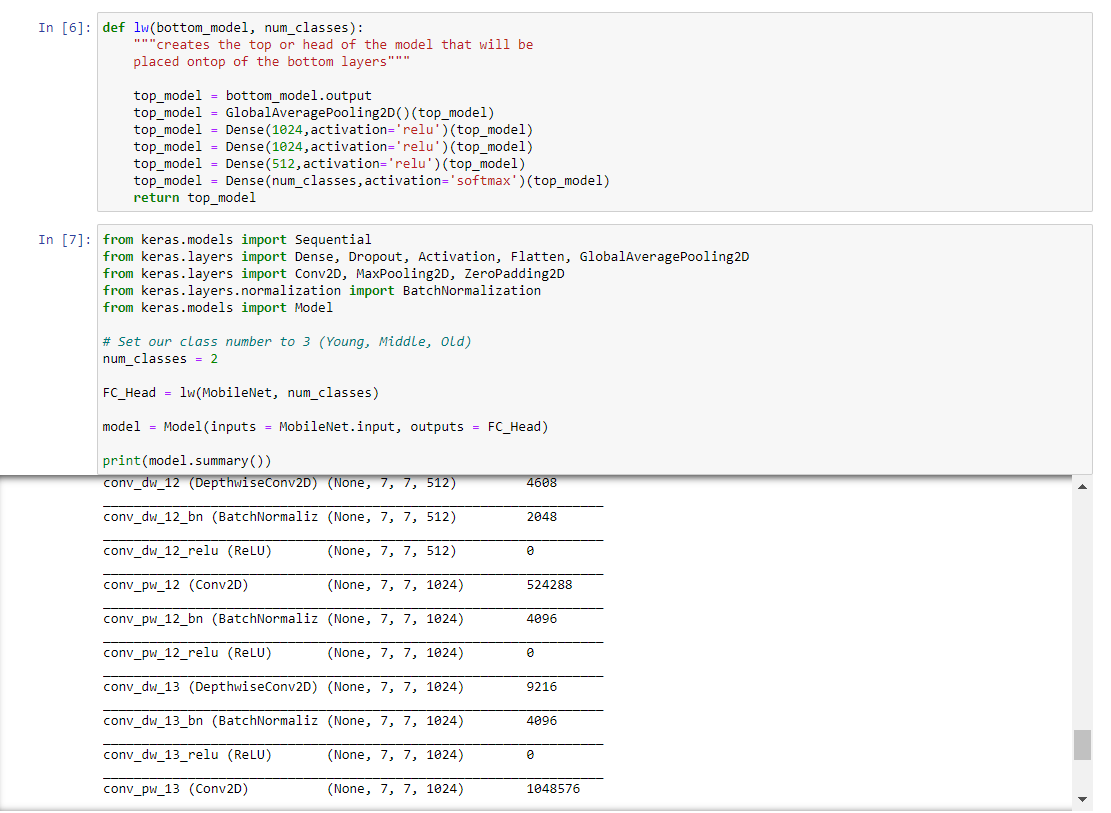 In [6]: def lw(bottom_model, num_classes):
    """creates the top or head of the model that will be
    placed ontop of the bottom layers"""
    top_model = bottom_model.output
    top_model = GlobalAveragePooling2D()(top_model)
    top_model = Dense(1024,activation='relu')(top_model)
    top_model = Dense(1024,activation='relu')(top_model)
    top_model = Dense(512,activation='relu')(top_model)
    top_model = Dense(num_classes,activation='softmax')(top_model)
    return top_model
In [7]: from keras.models import Sequential
from keras.layers import Dense, Dropout, Activation, Flatten, GlobalAveragePooling2D
from keras.layers import Conv2D, MaxPooling2D, ZeroPadding2D
from keras.layers.normalization import BatchNormalization
from keras.models import Model
# Set our class number to 3 (Young, Middle, Old)
num_classes = 2
FC_Head = lw(MobileNet, num_classes)
model = Model(inputs = MobileNet.input, outputs = FC_Head)
print(model.summary())
conv_dw_12 (DepthwiseConv2D) (None, 7, 7, 512) 4608
conv_dw_12_bn (BatchNormaliz (None, 7, 7, 512) 2048
conv_dw_12_relu (ReLU) (None, 7, 7, 512) 0
conv_pw_12 (Conv2D) (None, 7, 7, 1024) 524288
conv_pw_12_bn (BatchNormaliz (None, 7, 7, 1024) 4096
conv_pw_12_relu (ReLU) (None, 7, 7, 1024) 0
conv_dw_13 (DepthwiseConv2D) (None, 7, 7, 1024) 9216
conv_dw_13_bn (BatchNormaliz (None, 7, 7, 1024) 4096
conv_dw_13_relu (ReLU) (None, 7, 7, 1024) 0
conv_pw_13 (Conv2D) (None, 7, 7, 1024) 1048576